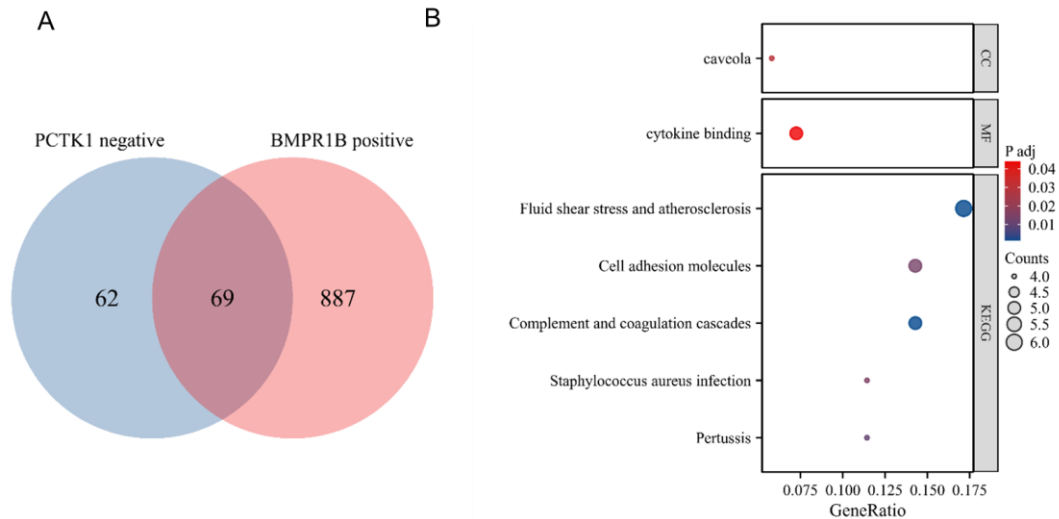 A
B
PCTK1 negative
BMPR1B positive
62
69
887
caveola
CC
cytokine binding
MF
Fluid shear stress and atherosclerosis
Cell adhesion molecules
Complement and coagulation cascades
Staphylococcus aureus infection
Pertussis
KEGG
0.075 0.100 0.125 0.150 0.175
GeneRatio
P adj
0.04
0.03
0.02
0.01
Counts
4.0
4.5
5.0
5.5
6.0